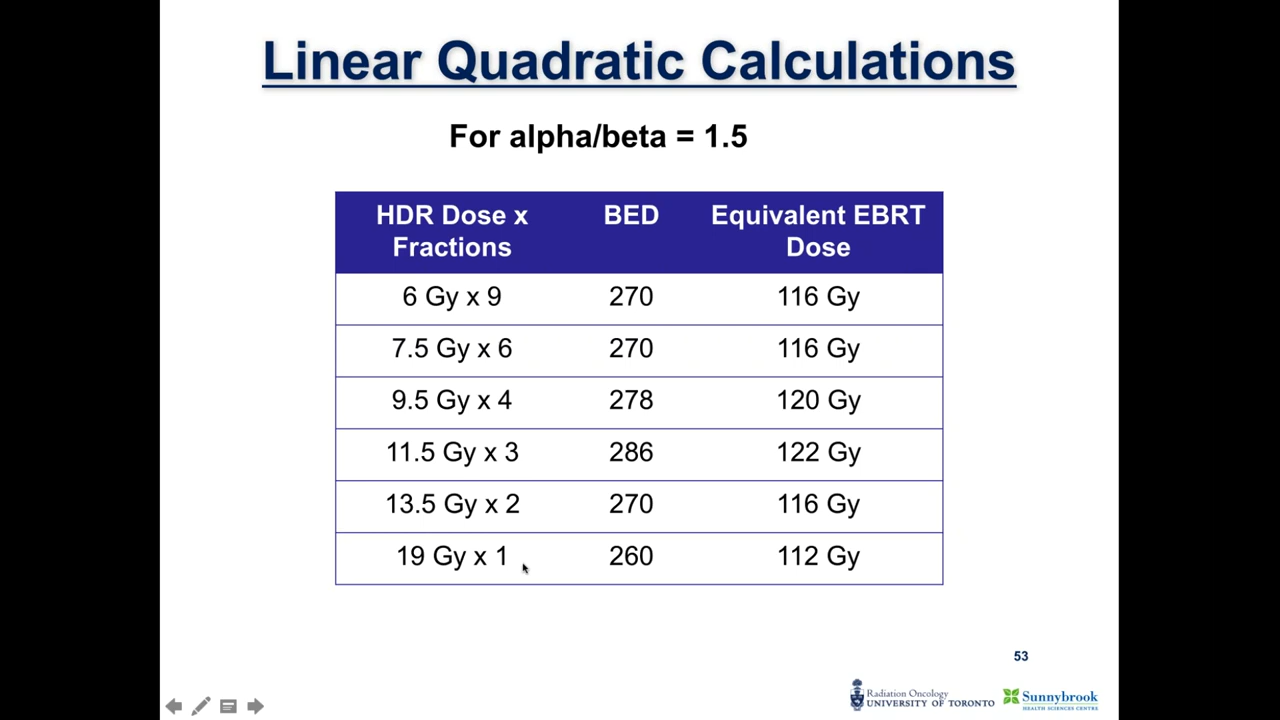 Linear Quadratic Calculations
For alpha/beta = 1.5
HDR Dose x Fractions BED Equivalent EBRT Dose
6 Gy x 9 270 116 Gy
7.5 Gy x 6 270 116 Gy
9.5 Gy x 4 278 120 Gy
11.5 Gy x 3 286 122 Gy
13.5 Gy x 2 270 116 Gy
19 Gy x 1 260 112 Gy
53
Radiation Oncology
UNIVERSITY OF TORONTO
Sunnybrook
HEALTH SCIENCES CENTRE